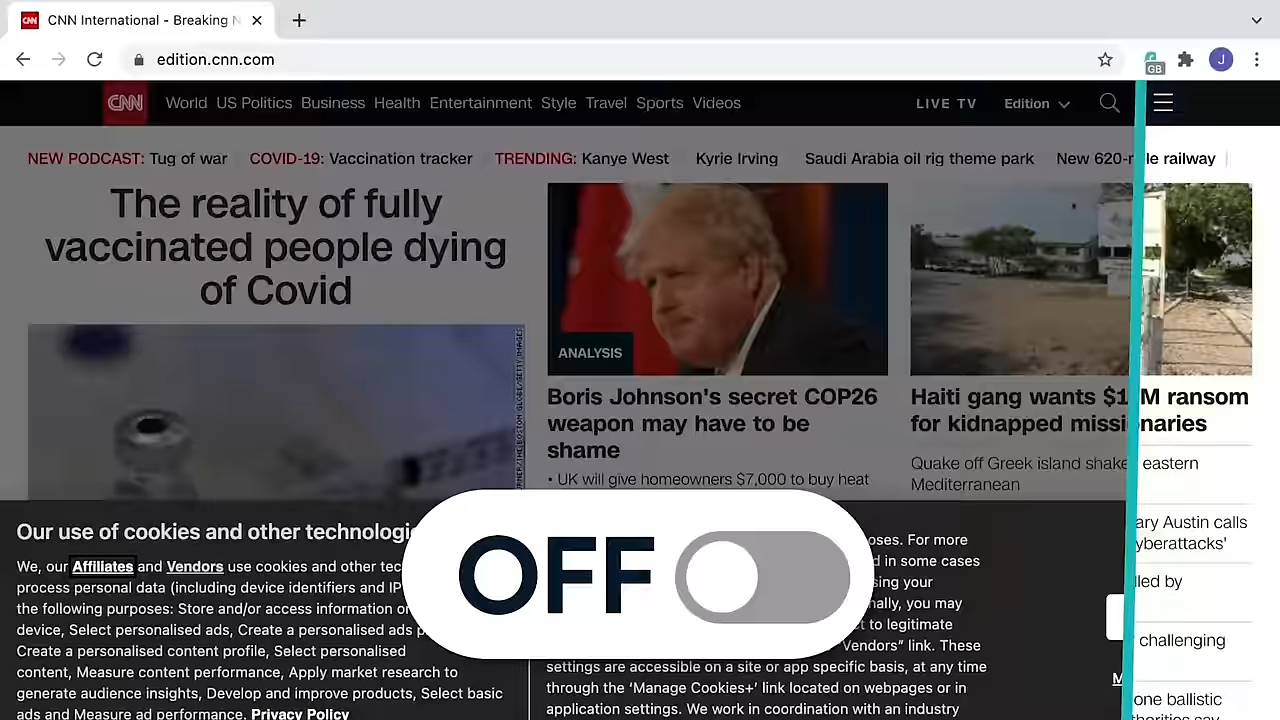 CNN International - Breaking N
edition.cnn.com
GB
J
CNN World US Politics Business Health Entertainment Style Travel Sports Videos LIVE TV Edition
NEW PODCAST: Tug of war COVID-19: Vaccination tracker TRENDING: Kanye West Kyrie Irving Saudi Arabia oil rig theme park New 620- le railway
The reality of fully
vaccinated people dying
of Covid
ANALYSIS
Boris Johnson's secret COP26
weapon may have to be
shame
• UK will give homeowners $7,000 to buy heat
Haiti gang wants $1 M ransom
for kidnapped missionaries
Quake off Greek island shake eastern
Mediterranean
ary Austin calls
yberattacks'
lled by
challenging
one ballistic
Our use of cookies and other technologi
We, our Affiliates and Vendors use cookies and other tec
process personal data (including device identifiers and IP
the following purposes: Store and/or access information or
device, Select personalised ads, Create a personalised ads p
Create a personalised content profile, Select personalised
content, Measure content performance, Apply market research to
generate audience insights, Develop and improve products, Select basic
ads and Measure ad performance. Privacy Policy
OFF
oses. For more
d in some cases
sing your
nally, you may
ct to legitimate
Vendors” link. These
settings are accessible on a site or app specific basis, at any time
through the ‘Manage Cookies+’ link located on webpages or in
application settings. We work in coordination with an industry
M